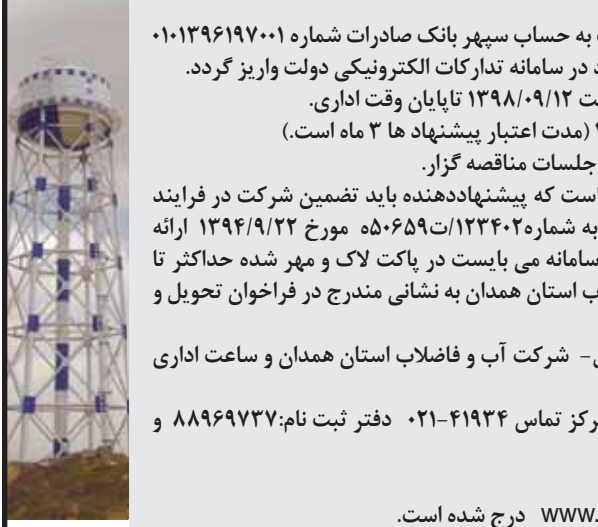 به حساب سپهر بانک صادرات شماره ۰۱۰۱۳۹۶۱۹۷۰۰۱
در سامانه تدارکات الکترونیکی دولت واریز گردد.
۱۳۹۸/۰۹/۱۲ تاپایان وقت اداری.
(مدت اعتبار پیشنهاد ها ۳ ماه است.)
جلسات مناقصه گزار.
است که پیشنهاددهنده باید تضمین شرکت در فرایند
به شماره۱۲۳۴۰۲/ت۵۰۶۵۹ه مورخ ۱۳۹۴/۹/۲۲ ارائه
سامانه می بایست در پاکت لاک و مهر شده حداکثر تا
استان همدان به نشانی مندرج در فراخوان تحویل و
- شرکت آب و فاضلاب استان همدان و ساعت اداری
مرکز تماس ۴۱۹۳۴-۰۲۱ دفتر ثبت نام:۸۸۹۶۹۷۳۷ و
www. درج شده است.